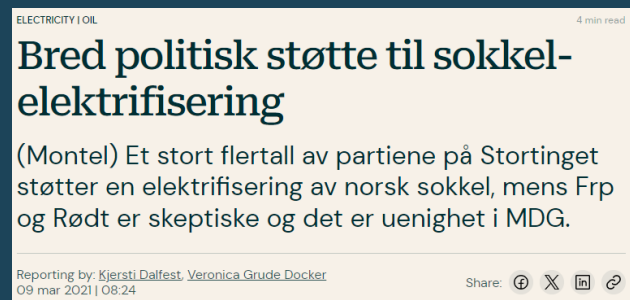 ELECTRICITY | OIL
4 min read
Bred politisk støtte til sokkel-
elektrifisering
(Montel) Et stort flertall av partiene på Stortinget
støtter en elektrifisering av norsk sokkel, mens Frp
og Rødt er skeptiske og det er uenighet i MDG.
Reporting by: Kjersti Dalfest, Veronica Grude Docker
09 mar 2021 | 08:24
Share: